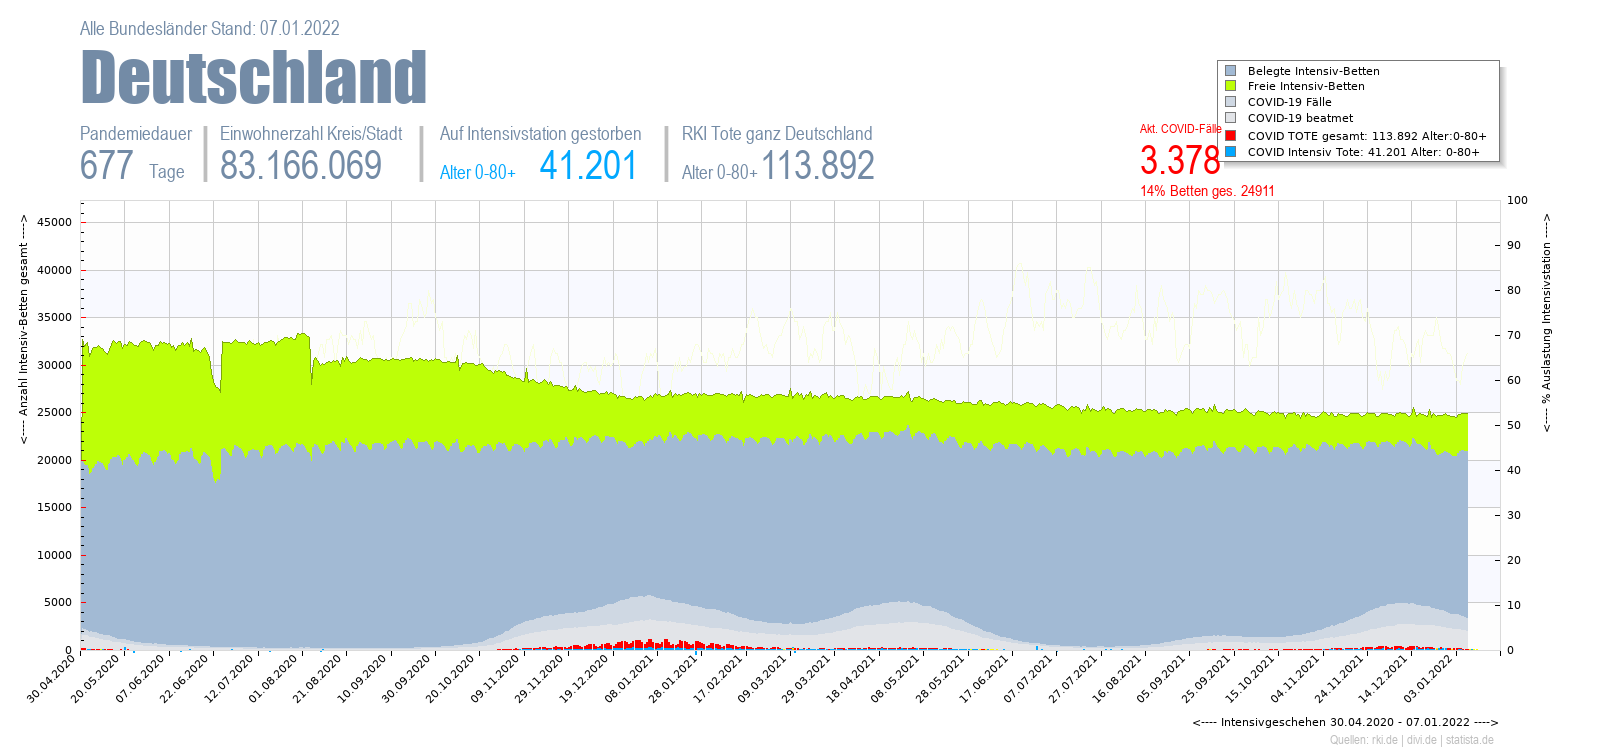 Alle Bundesländer Stand: 07.01.2022
Deutschland
Pandemiedauer
677 Tage
Einwohnerzahl Kreis/Stadt
83.166.069
Auf Intensivstation gestorben
Alter 0-80+ 41.201
RKI Tote ganz Deutschland
Alter 0-80+ 113.892
Akt. COVID-Fälle
3.378
14% Betten ges. 24911
Belegte Intensiv-Betten
Freie Intensiv-Betten
COVID-19 Fälle
COVID-19 beatmet
COVID TOTE gesamt: 113.892 Alter:0-80+
COVID Intensiv Tote: 41.201 Alter: 0-80+
<---- Anzahl Intensiv-Betten gesamt ---->
45000
40000
35000
30000
25000
20000
15000
10000
5000
0
100
90
80
70
60
50
40
30
20
10
0
<---- % Auslastung Intensivstation ---->
30.04.2020
20.05.2020
07.06.2020
22.06.2020
12.07.2020
01.08.2020
21.08.2020
10.09.2020
30.09.2020
20.10.2020
09.11.2020
29.11.2020
19.12.2020
08.01.2021
28.01.2021
17.02.2021
09.03.2021
29.03.2021
18.04.2021
08.05.2021
28.05.2021
17.06.2021
07.07.2021
27.07.2021
16.08.2021
05.09.2021
25.09.2021
15.10.2021
04.11.2021
24.11.2021
14.12.2021
03.01.2022
<---- Intensivgeschehen 30.04.2020 - 07.01.2022 ---->
Quellen: rki.de | divi.de | statista.de